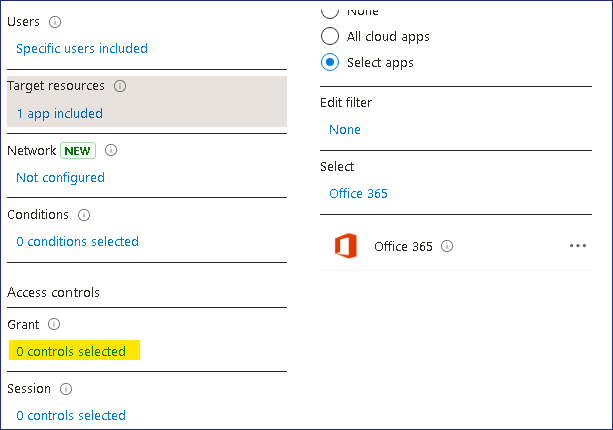 Users
Specific users included
Target resources
1 app included
Network NEW
Not configured
Conditions
0 conditions selected
Access controls
Grant
0 controls selected
Session
0 controls selected
None
All cloud apps
Select apps
Edit filter
None
Select
Office 365
Office 365